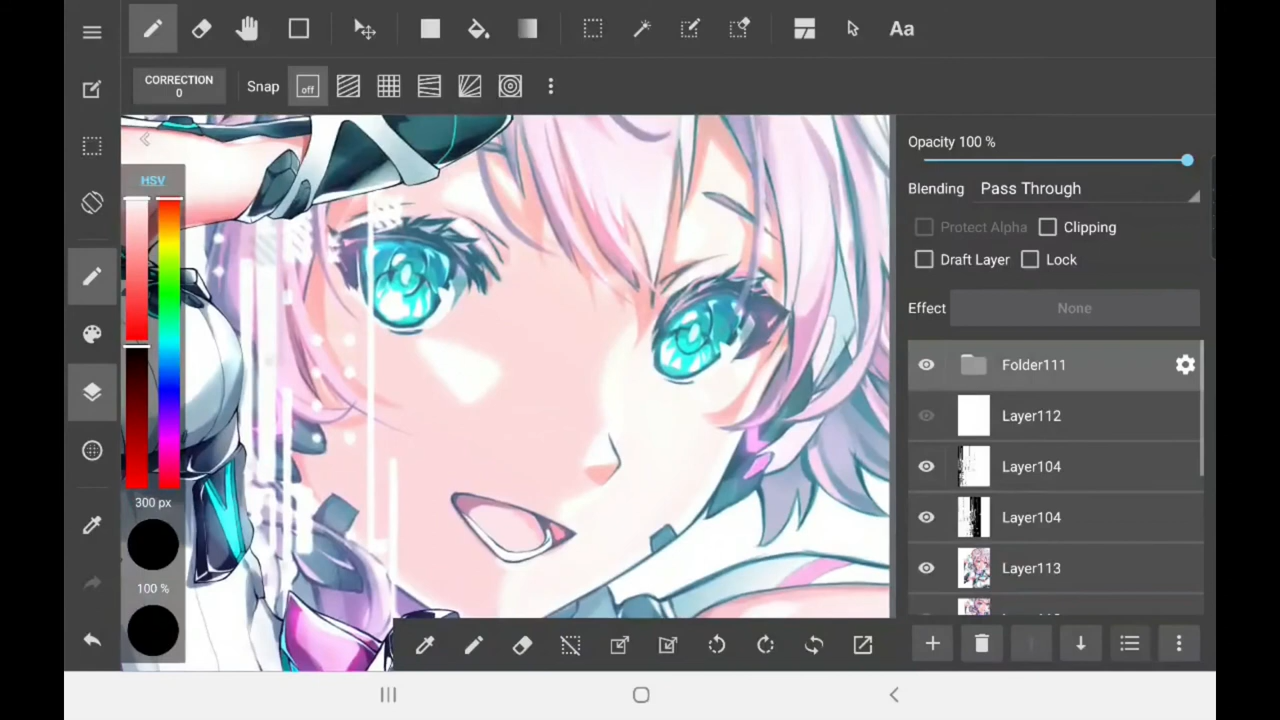 Aa
CORRECTION
0
Snap
off
HSV
300 px
100 %
Opacity 100 %
Blending Pass Through
Protect Alpha Clipping
Draft Layer Lock
Effect None
Folder111
Layer112
Layer104
Layer104
Layer113